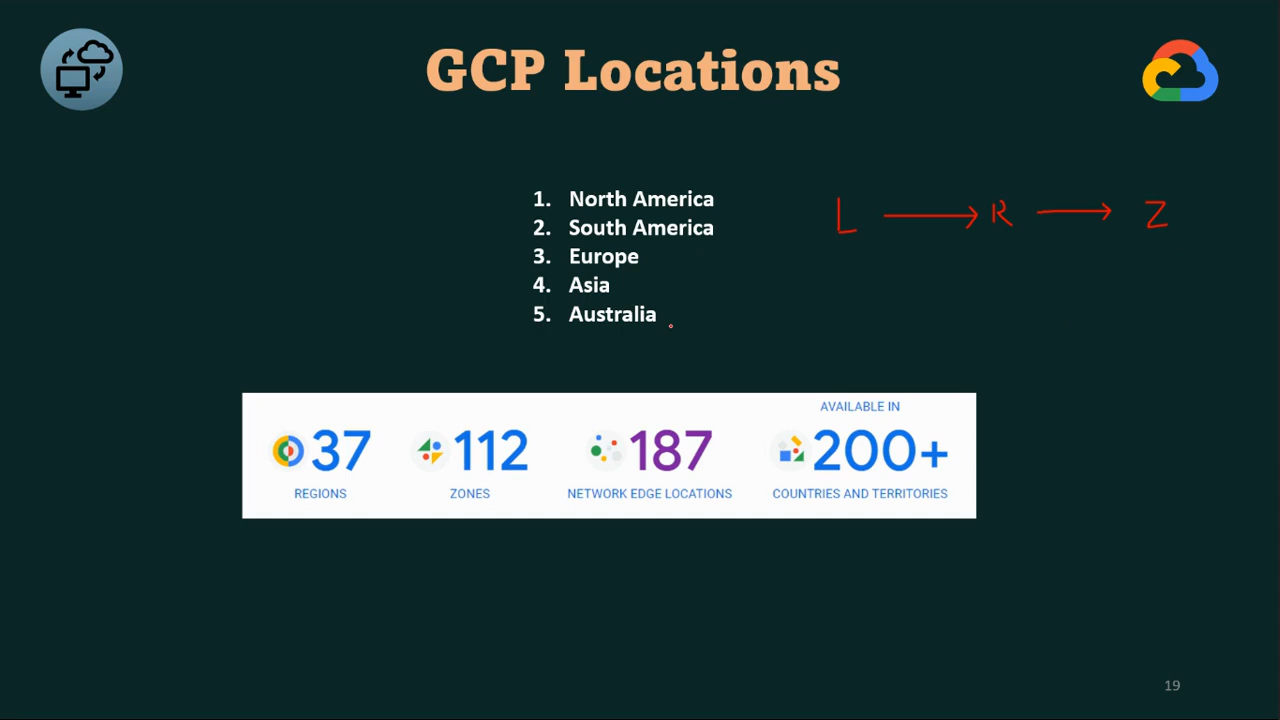 GCP Locations
1. North America
2. South America
3. Europe
4. Asia
5. Australia
L → R → Z
AVAILABLE IN
37 112 187 200+
REGIONS ZONES NETWORK EDGE LOCATIONS COUNTRIES AND TERRITORIES
19